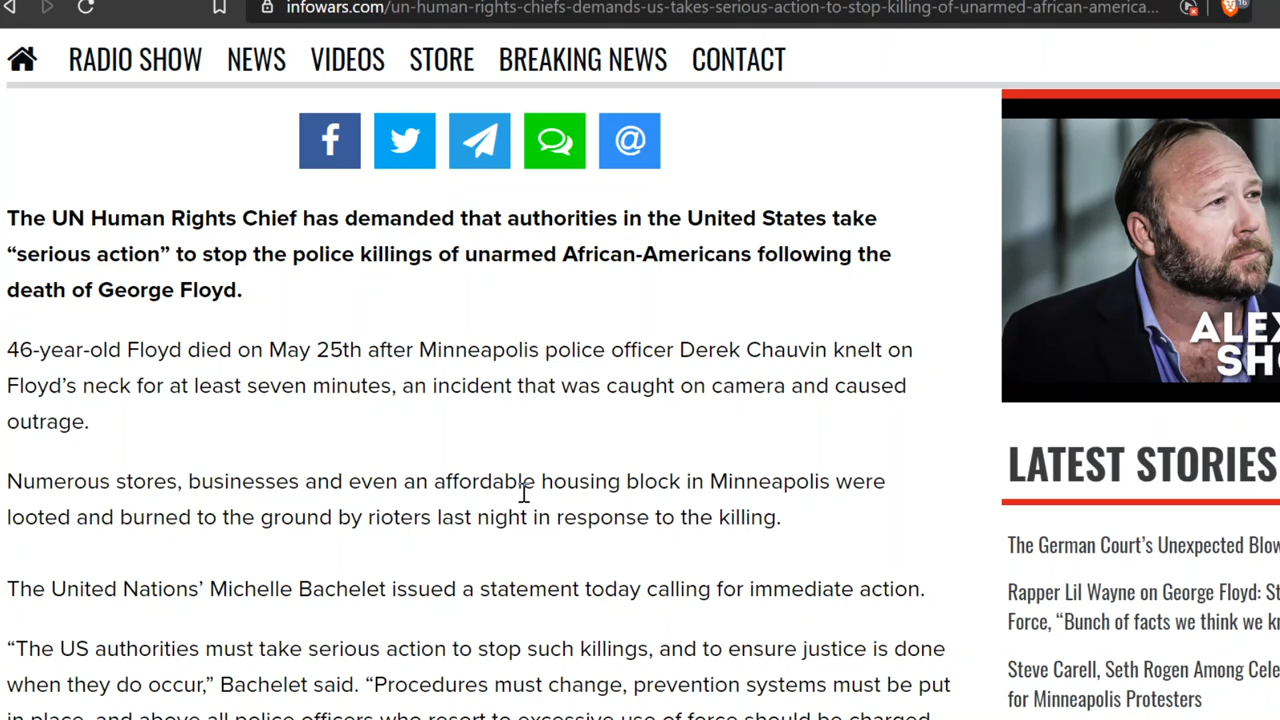 infowars.com/un-human-rights-chiefs-demands-us-takes-serious-action-to-stop-killing-of-unarmed-african-america...
16
RADIO SHOW NEWS VIDEOS STORE BREAKING NEWS CONTACT
The UN Human Rights Chief has demanded that authorities in the United States take
“serious action” to stop the police killings of unarmed African-Americans following the
death of George Floyd.
46-year-old Floyd died on May 25th after Minneapolis police officer Derek Chauvin knelt on
Floyd’s neck for at least seven minutes, an incident that was caught on camera and caused
outrage.
Numerous stores, businesses and even an affordable housing block in Minneapolis were
looted and burned to the ground by rioters last night in response to the killing.
The United Nations’ Michelle Bachelet issued a statement today calling for immediate action.
“The US authorities must take serious action to stop such killings, and to ensure justice is done
when they do occur,” Bachelet said. “Procedures must change, prevention systems must be put
in place, and above all police officers who resort to excessive use of force should be charged
ALEX
SHO
LATEST STORIES
The German Court’s Unexpected Blow
Rapper Lil Wayne on George Floyd: St
Force, “Bunch of facts we think we kn
Steve Carell, Seth Rogen Among Cele
for Minneapolis Protesters